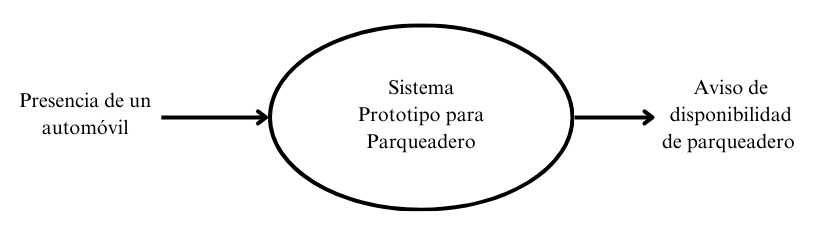 Presencia de un
automóvil
Sistema
Prototipo para
Parqueadero
Aviso de
disponibilidad
de parqueadero